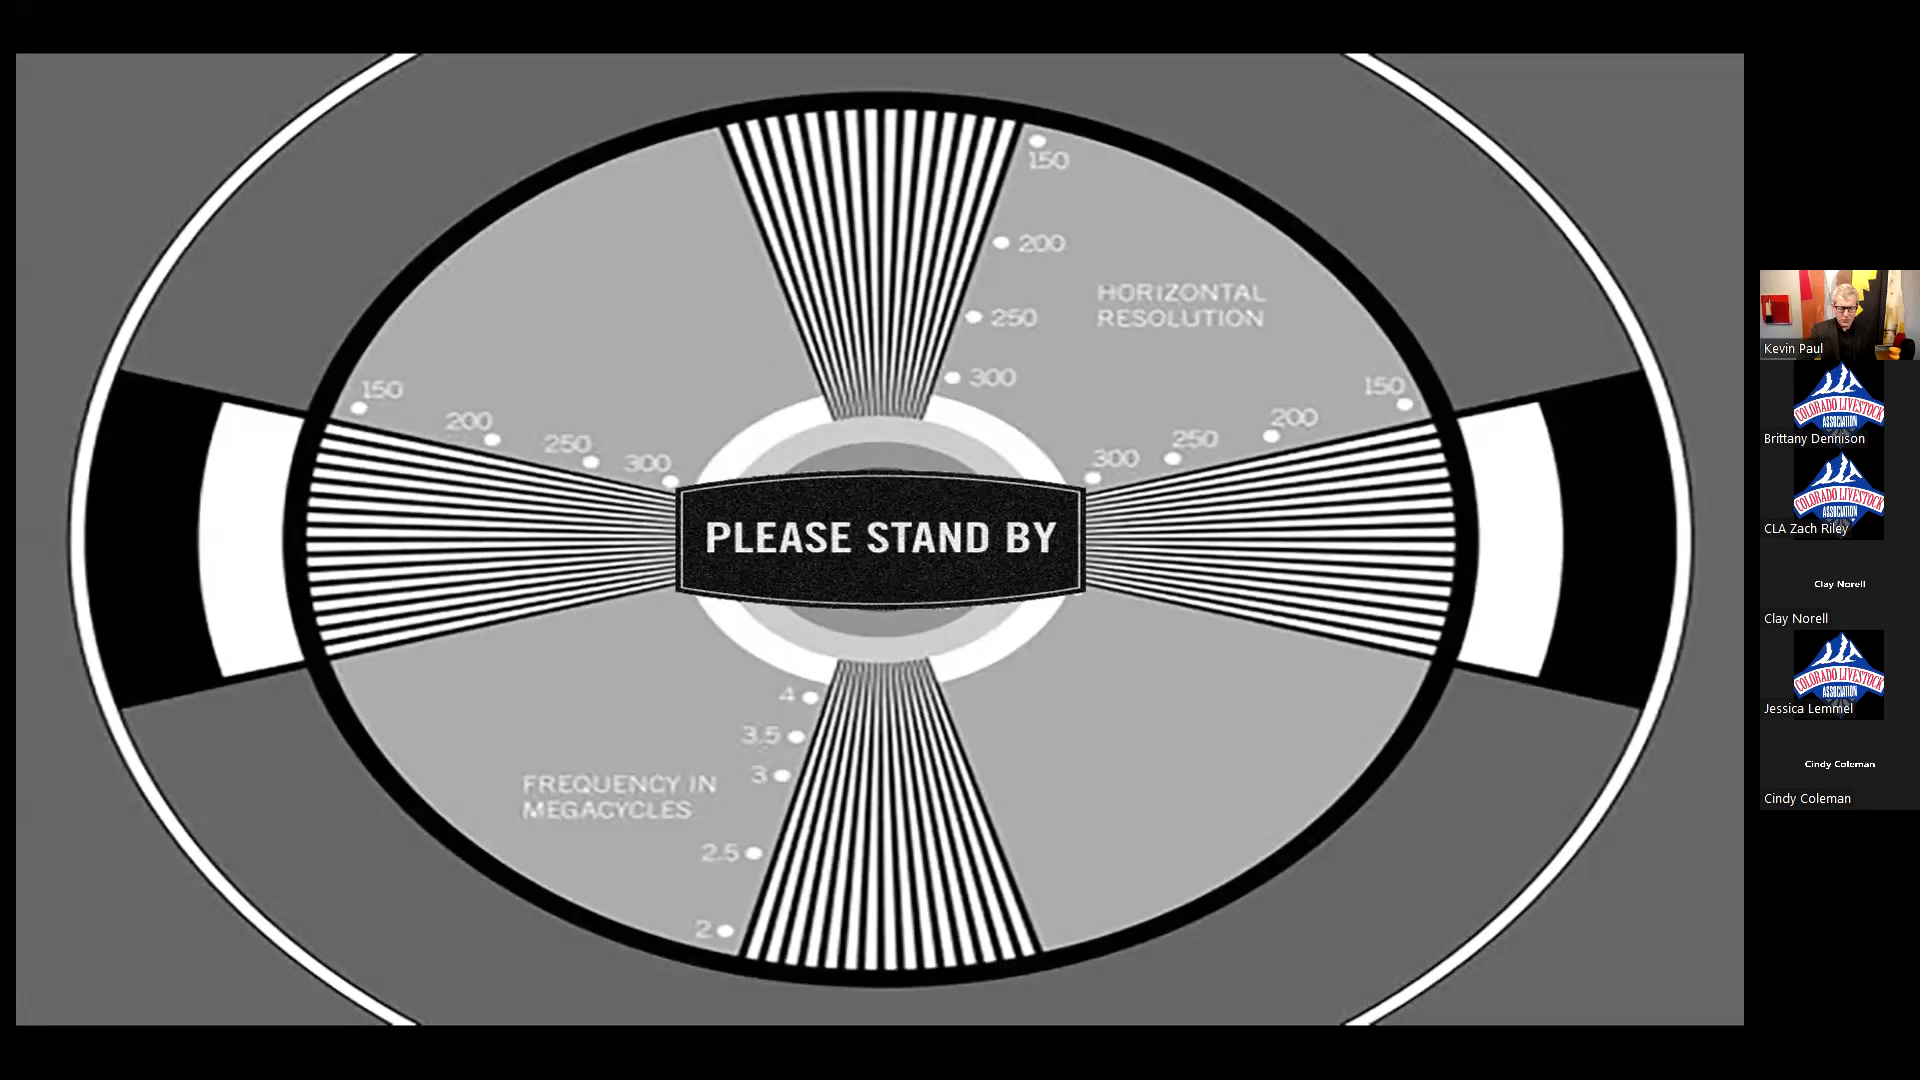 150
200
HORIZONTAL
RESOLUTION
250
300
150
200
250
300
150
200
250
300
PLEASE STAND BY
4
3.5
3
FREQUENCY IN
MEGACYCLES
2.5
2
Kevin Paul
COLORADO LIVESTOCK
ASSOCIATION
Brittany Dennison
COLORADO LIVESTOCK
ASSOCIATION
CLA Zach Riley
Clay Norell
Clay Norell
COLORADO LIVESTOCK
ASSOCIATION
Jessica Lemmel
Cindy Coleman
Cindy Coleman